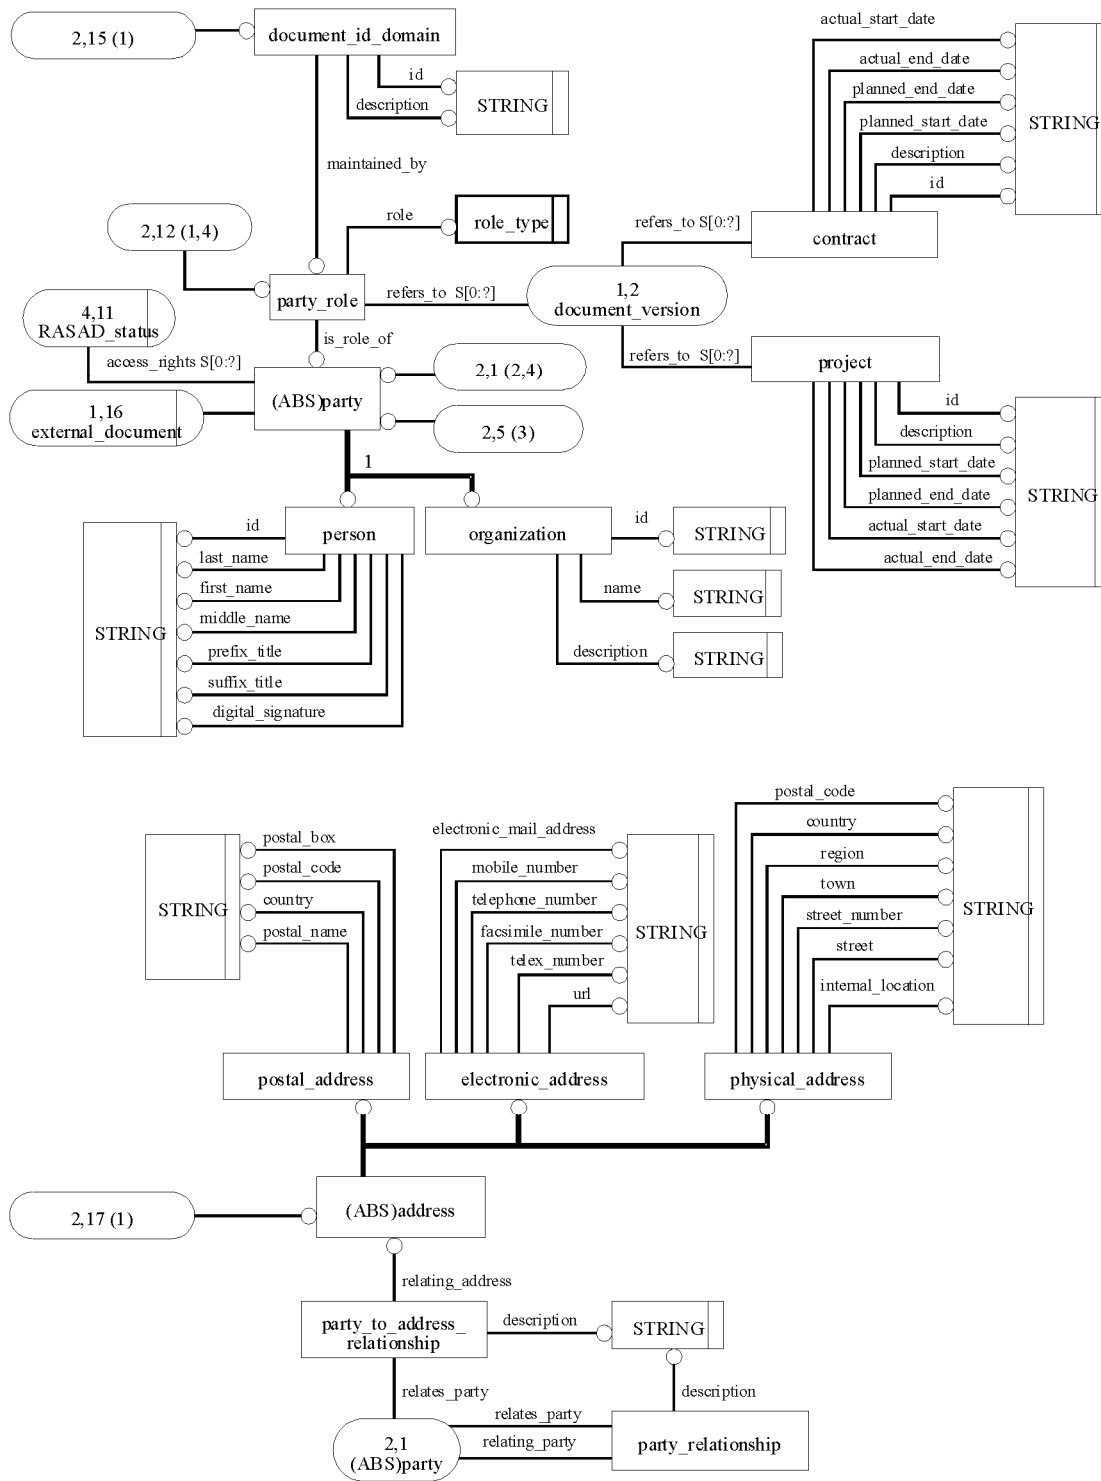 2,15 (1)
document_id_domain
id
description
STRING
maintained_by
actual_start_date
actual_end_date
planned_end_date
planned_start_date
description
id
STRING
contract
2,12 (1,4)
role
role_type
refers_to S[0:?]
party_role
refers_to S[0:?]
1,2
document_version
4,11
RASAD_status
is_role_of
access_rights S[0:?]
(ABS)party
2,1 (2,4)
refers_to S[0:?]
project
1,16
external_document
2,5 (3)
id
description
planned_start_date
planned_end_date
actual_start_date
actual_end_date
STRING
1
person
organization
id
STRING
name
STRING
description
STRING
id
last_name
first_name
middle_name
prefix_title
suffix_title
digital_signature
STRING
postal_box
postal_code
country
postal_name
STRING
electronic_mail_address
mobile_number
telephone_number
facsimile_number
telex_number
url
STRING
postal_code
country
region
town
street_number
street
internal_location
STRING
postal_address
electronic_address
physical_address
2,17 (1)
(ABS)address
relating_address
party_to_address_
relationship
description
STRING
relates_party
description
relates_party
relating_party
2,1
(ABS)party
party_relationship